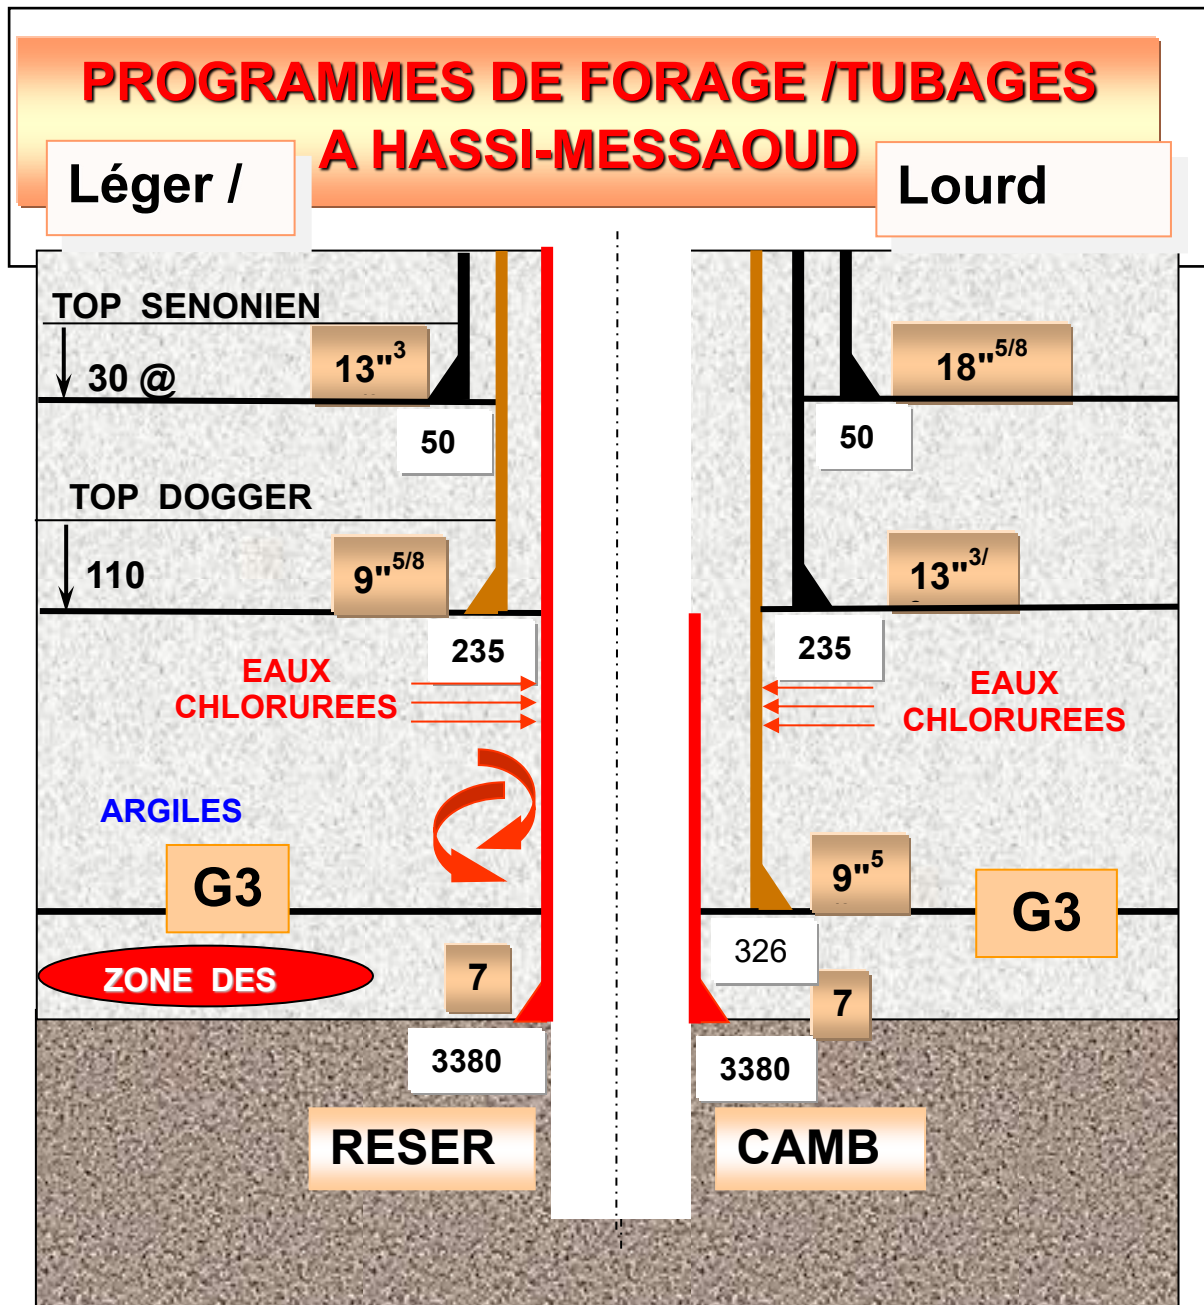 PROGRAMMES DE FORAGE /TUBAGES
A HASSI-MESSAOUD
Léger /
Lourd
TOP SENONIEN
30 @
13"3
18"5/8
50
50
TOP DOGGER
110
9"5/8
13"3/
235
235
EAUX
CHLORUREES
EAUX
CHLORUREES
ARGILES
G3
9"5
G3
326
ZONE DES
7
7
3380
3380
RESER
CAMB